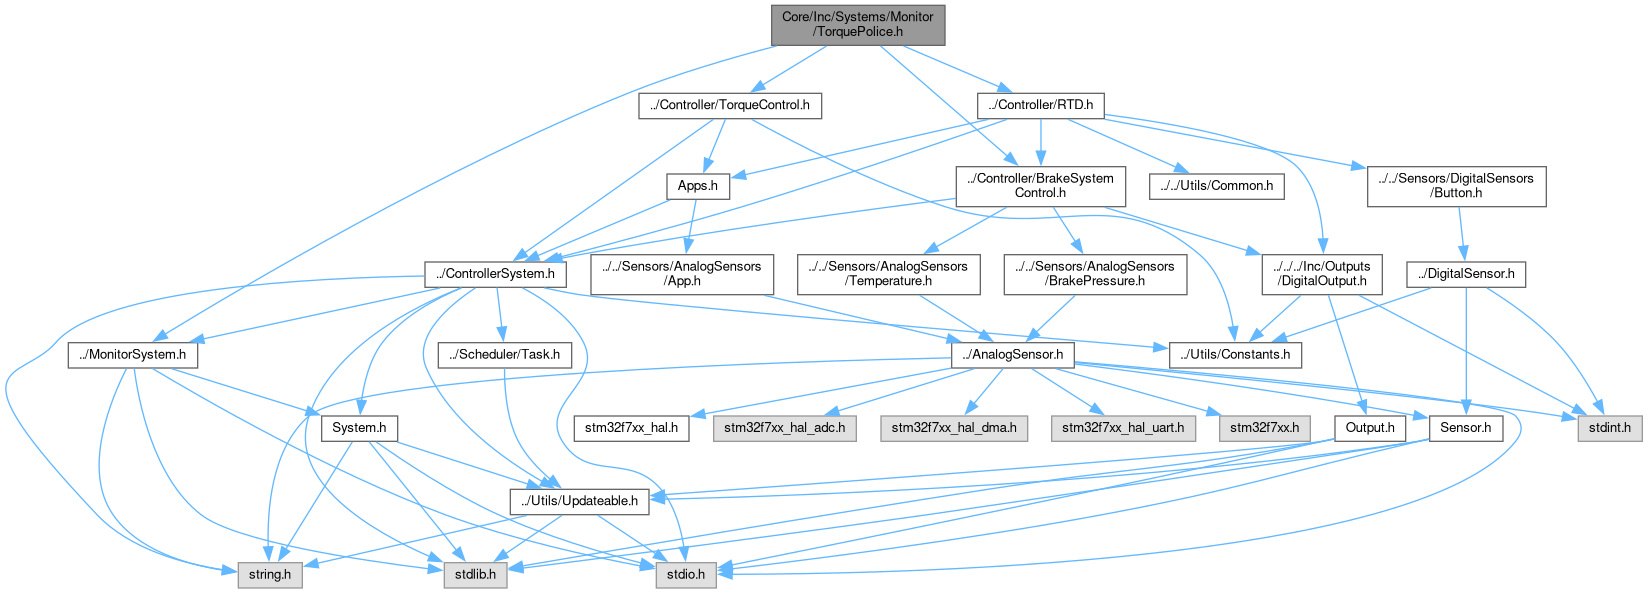 Core/Inc/Systems/Monitor
/TorquePolice.h
../Controller/TorqueControl.h
../Controller/RTD.h
Apps.h
../Controller/BrakeSystem
Control.h
../../Utils/Common.h
../../Sensors/DigitalSensors
/Button.h
../ControllerSystem.h
../../Sensors/AnalogSensors
/App.h
../../Sensors/AnalogSensors
/Temperature.h
../../Sensors/AnalogSensors
/BrakePressure.h
../../../Inc/Outputs
/DigitalOutput.h
../DigitalSensor.h
../MonitorSystem.h
../Scheduler/Task.h
../AnalogSensor.h
../Utils/Constants.h
System.h
stm32f7xx_hal.h
stm32f7xx_hal_adc.h
stm32f7xx_hal_dma.h
stm32f7xx_hal_uart.h
stm32f7xx.h
Output.h
Sensor.h
stdint.h
../Utils/Updateable.h
string.h
stdlib.h
stdio.h